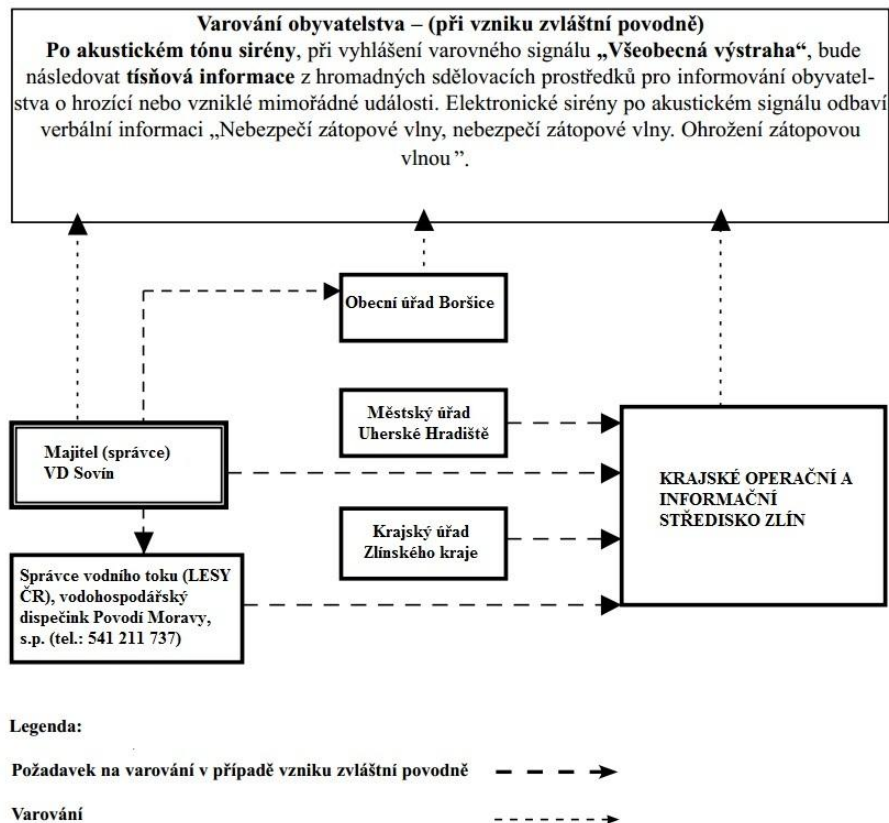 Varování obyvatelstva – (při vzniku zvláštní povodně)
Po akustickém tónu sirény, při vyhlášení varovného signálu „Všeobecná výstraha“, bude
následovat tísňová informace z hromadných sdělovacích prostředků pro informování obyvatel-
stva o hrozící nebo vzniklé mimořádné události. Elektronické sirény po akustickém signálu odbaví
verbální informaci „Nebezpečí zátopové vlny, nebezpečí zátopové vlny. Ohrožení zátopovou
vlnou ”.
Obecní úřad Boršice
Městský úřad
Uherské Hradiště
Majitel (správce)
VD Sovín
KRAJSKÉ OPERAČNÍ A
INFORMAČNÍ
STŘEDISKO ZLÍN
Krajský úřad
Zlínského kraje
Správce vodního toku (LESY
ČR), vodohospodářský
dispečink Povodí Moravy,
s.p. (tel.: 541 211 737)
Legenda:
Požadavek na varování v případě vzniku zvláštní povodně
Varování